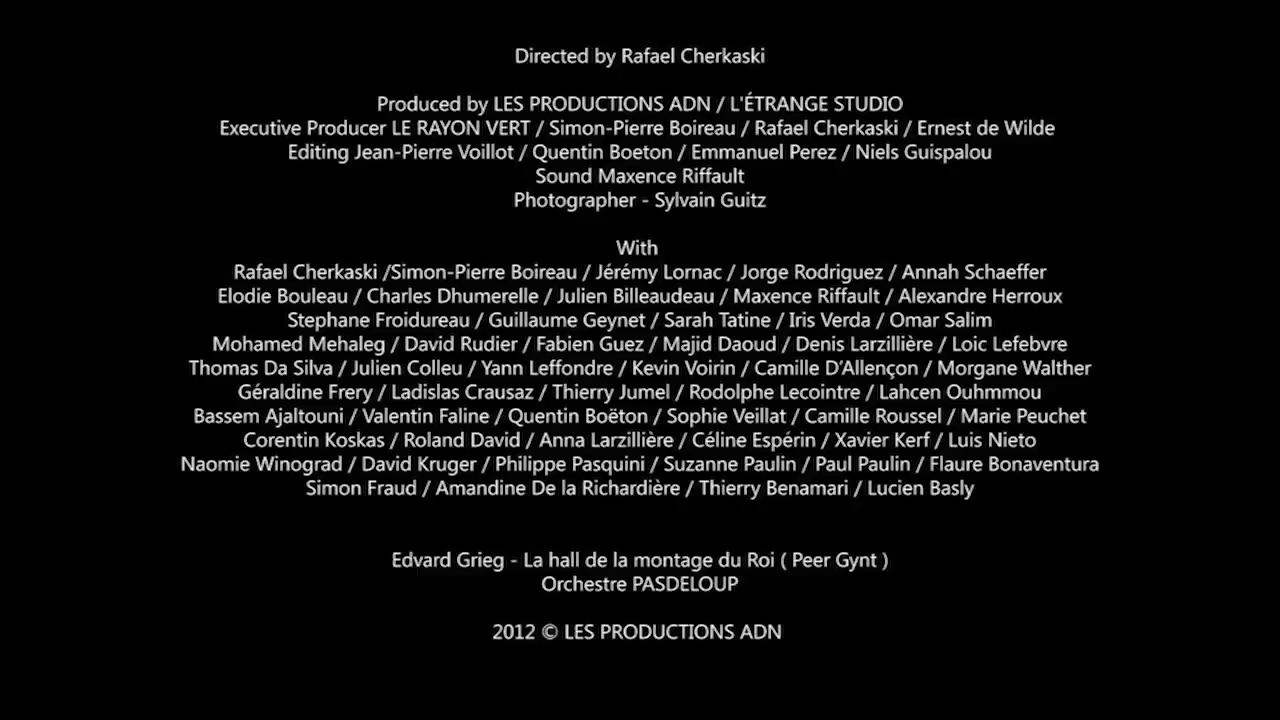 Directed by Rafael Cherkaski
Produced by LES PRODUCTIONS ADN / L'ÉTRANGE STUDIO
Executive Producer LE RAYON VERT / Simon-Pierre Boireau / Rafael Cherkaski / Ernest de Wilde
Editing Jean-Pierre Voillot / Quentin Boeton / Emmanuel Perez / Niels Guispalou
Sound Maxence Riffault
Photographer - Sylvain Guitz
With
Rafael Cherkaski /Simon-Pierre Boireau / Jérémy Lornac / Jorge Rodriguez / Annah Schaeffer
Elodie Bouleau / Charles Dhumerelle / Julien Billeaudeau / Maxence Riffault / Alexandre Herroux
Stephane Froidureau / Guillaume Geynet / Sarah Tatine / Iris Verda / Omar Salim
Mohamed Mehaleg / David Rudier / Fabien Guez / Majid Daoud / Denis Larzillière / Loic Lefebvre
Thomas Da Silva / Julien Colleu / Yann Leffondre / Kevin Voirin / Camille D'Allençon / Morgane Walther
Géraldine Frery / Ladislas Crausaz / Thierry Jumel / Rodolphe Lecointre / Lahcen Ouhmmou
Bassem Ajaltouni / Valentin Faline / Quentin Boëton / Sophie Veillat / Camille Roussel / Marie Peuchet
Corentin Koskas / Roland David / Anna Larzillière / Céline Espérin / Xavier Kerf / Luis Nieto
Naomie Winograd / David Kruger / Philippe Pasquini / Suzanne Paulin / Paul Paulin / Flaure Bonaventura
Simon Fraud / Amandine De la Richardière / Thierry Benamari / Lucien Basly
Edvard Grieg - La hall de la montage du Roi ( Peer Gynt )
Orchestre PASDELOUP
2012 © LES PRODUCTIONS ADN